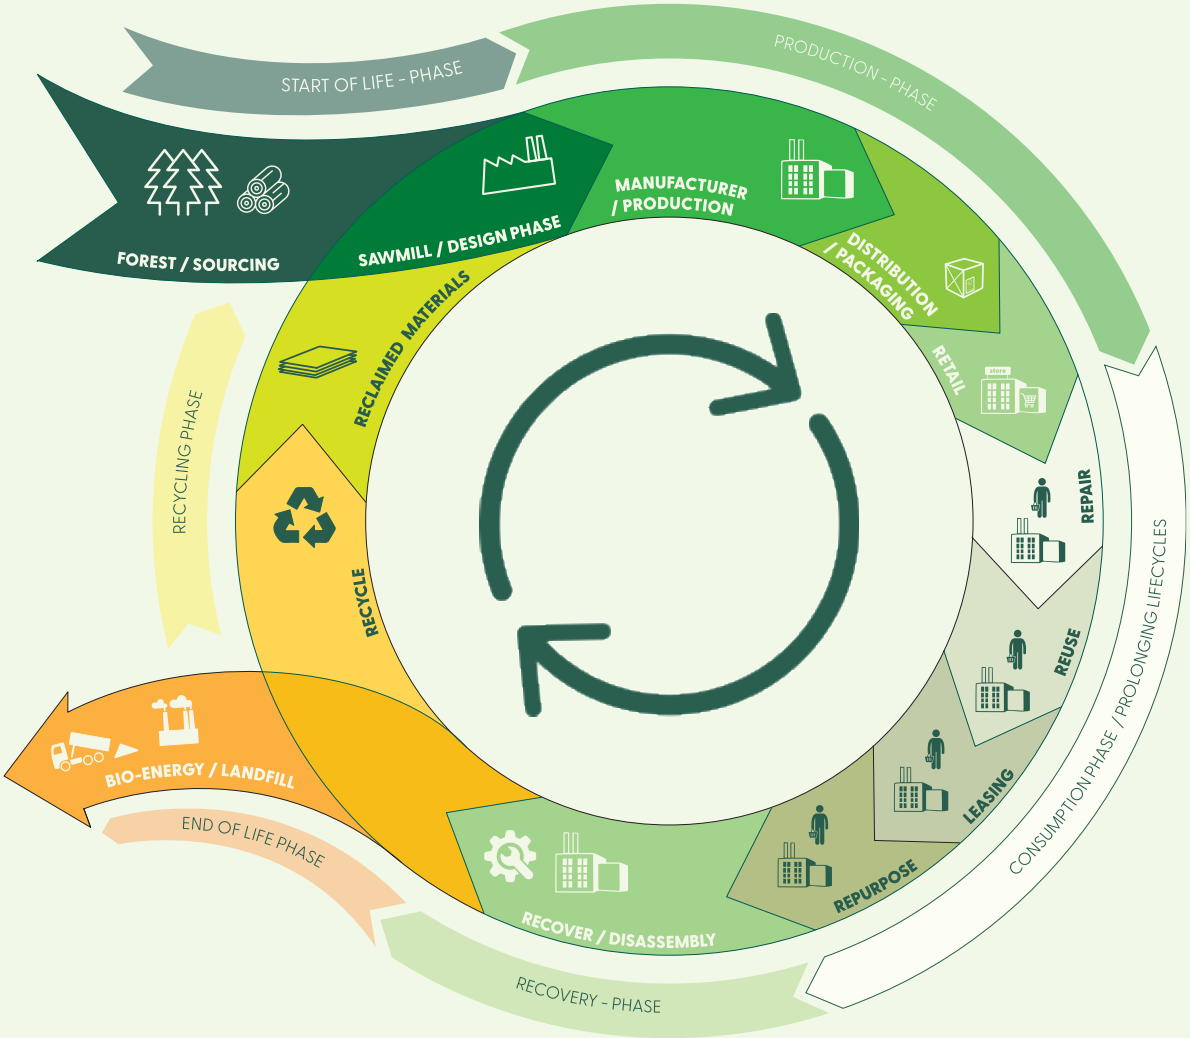 START OF LIFE - PHASE
PRODUCTION - PHASE
FOREST / SOURCING
SAWMILL / DESIGN PHASE
MANUFACTURER
/ PRODUCTION
DISTRIBUTION
/ PACKAGING
RETAIL
store
REPAIR
REUSE
LEASING
REPURPOSE
CONSUMPTION PHASE / PROLONGING LIFECYCLES
RECOVER / DISASSEMBLY
RECOVERY - PHASE
BIO-ENERGY / LANDFILL
END OF LIFE PHASE
RECYCLE
RECYCLING PHASE
RECLAIMED MATERIALS